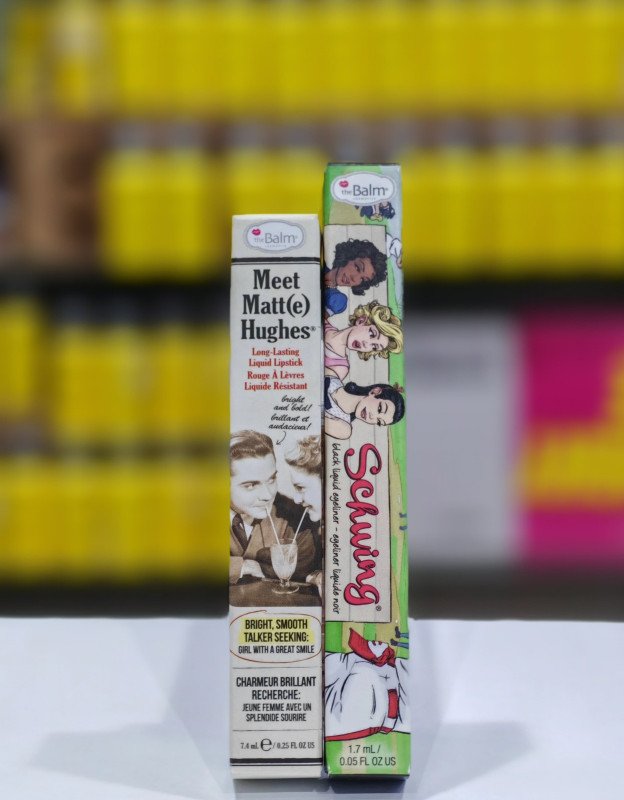 theBalm®
COSMETICS
Meet
Matt(e)
Hughes®
Long-Lasting
Liquid Lipstick
Rouge À Lèvres
Liquide Résistant
bright
and bold!
brillant et
audacieux!
BRIGHT, SMOOTH
TALKER SEEKING:
GIRL WITH A GREAT SMILE
CHARMEUR BRILLANT
RECHERCHE:
JEUNE FEMME AVEC UN
SPLENDIDE SOURIRE
7.4 mL ℮ / 0.25 FL OZ US
theBalm®
COSMETICS
Schwing®
black liquid eyeliner - eyeliner liquide noir
1.7 mL /
0.05 FL OZ US